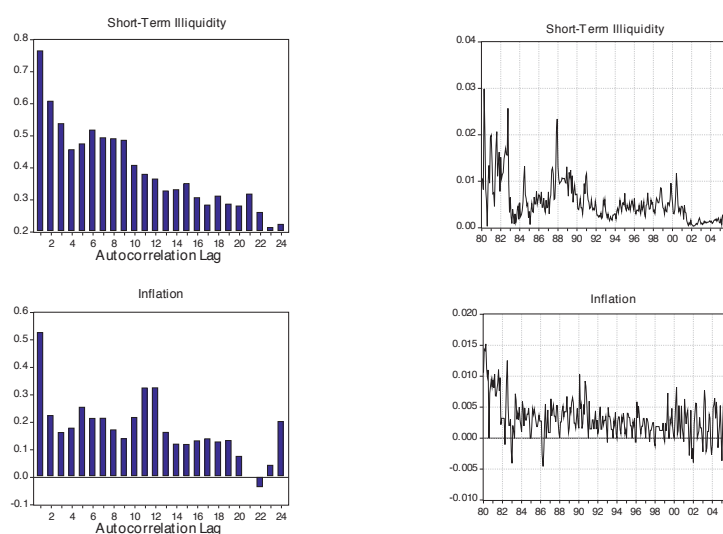 Short-Term Illiquidity
0.8
0.7
0.6
0.5
0.4
0.3
0.2
2 4 6 8 10 12 14 16 18 20 22 24
Autocorrelation Lag
Short-Term Illiquidity
0.04
0.03
0.02
0.01
0.00
80 82 84 86 88 90 92 94 96 98 00 02 04
Inflation
0.6
0.5
0.4
0.3
0.2
0.1
0.0
-0.1
2 4 6 8 10 12 14 16 18 20 22 24
Autocorrelation Lag
Inflation
0.020
0.015
0.010
0.005
0.000
-0.005
-0.010
80 82 84 86 88 90 92 94 96 98 00 02 04